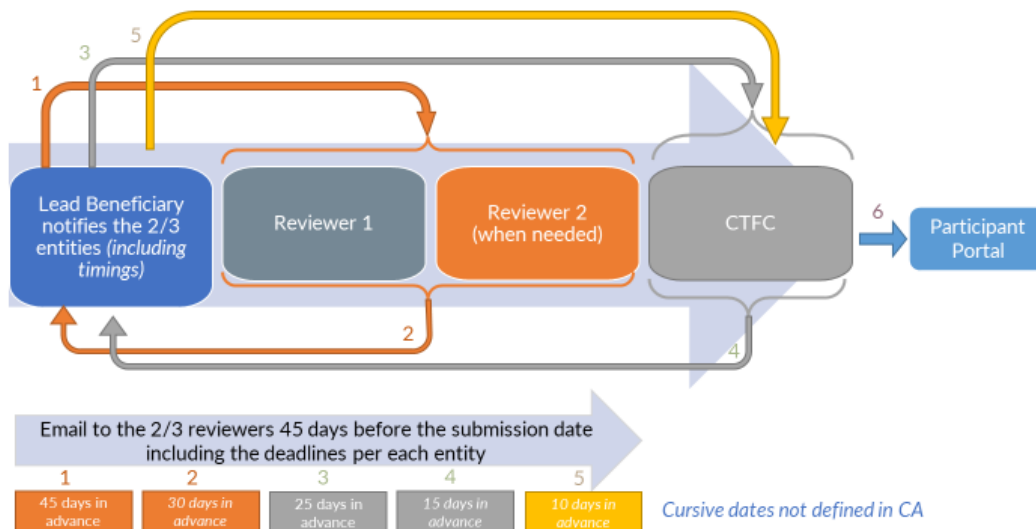 5
3
1
Lead Beneficiary
notifies the 2/3
entities (including
timings)
Reviewer 1
Reviewer 2
(when needed)
CTFC
6
Participant
Portal
2
4
Email to the 2/3 reviewers 45 days before the submission date
including the deadlines per each entity
1
2
3
4
5
45 days in
advance
30 days in
advance
25 days in
advance
15 days in
advance
10 days in
advance
Cursive dates not defined in CA